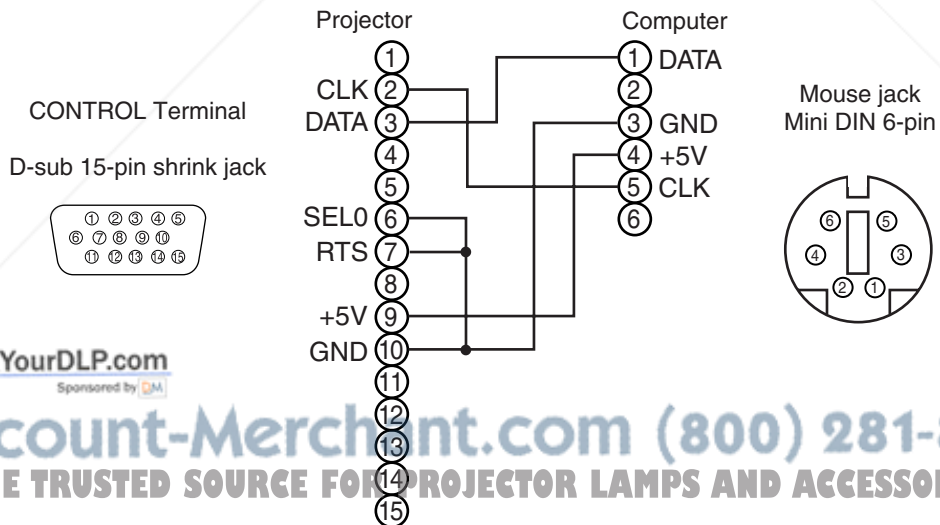 Projector
Computer
CONTROL Terminal
D-sub 15-pin shrink jack
1 2 3 4 5
6 7 8 9 10
11 12 13 14 15
1
CLK 2
DATA 3
4
5
SEL0 6
RTS 7
8
+5V 9
GND 10
11
12
13
14
15
1 DATA
2
3 GND
4 +5V
5 CLK
6
Mouse jack
Mini DIN 6-pin
6 5
4 3
2 1
YourDLP.com
Sponsored by DM
count-Merchant.com (800) 281-
E TRUSTED SOURCE FOR PROJECTOR LAMPS AND ACCESSO